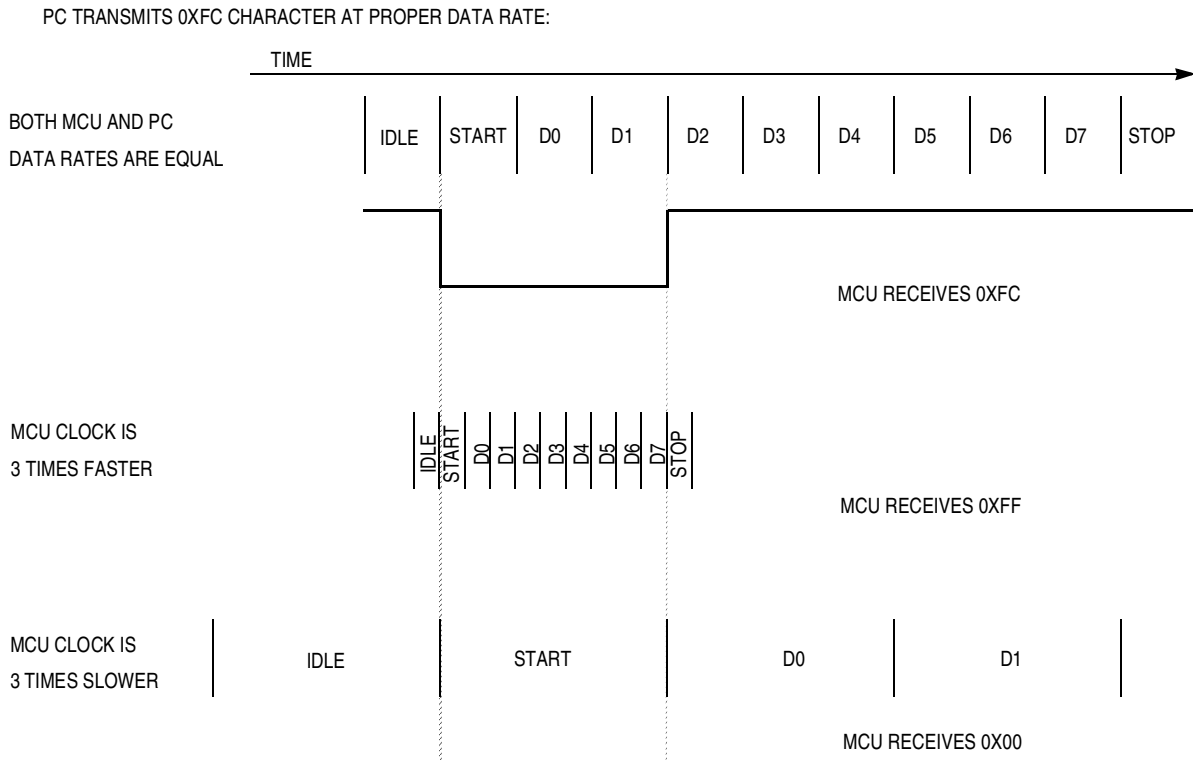 PC TRANSMITS 0XFC CHARACTER AT PROPER DATA RATE:
TIME
BOTH MCU AND PC
DATA RATES ARE EQUAL
IDLE START D0 D1 D2 D3 D4 D5 D6 D7 STOP
MCU RECEIVES 0XFC
MCU CLOCK IS
3 TIMES FASTER
IDLE START D0 D1 D2 D3 D4 D5 D6 D7 STOP
MCU RECEIVES 0XFF
MCU CLOCK IS
3 TIMES SLOWER
IDLE START D0 D1
MCU RECEIVES 0X00